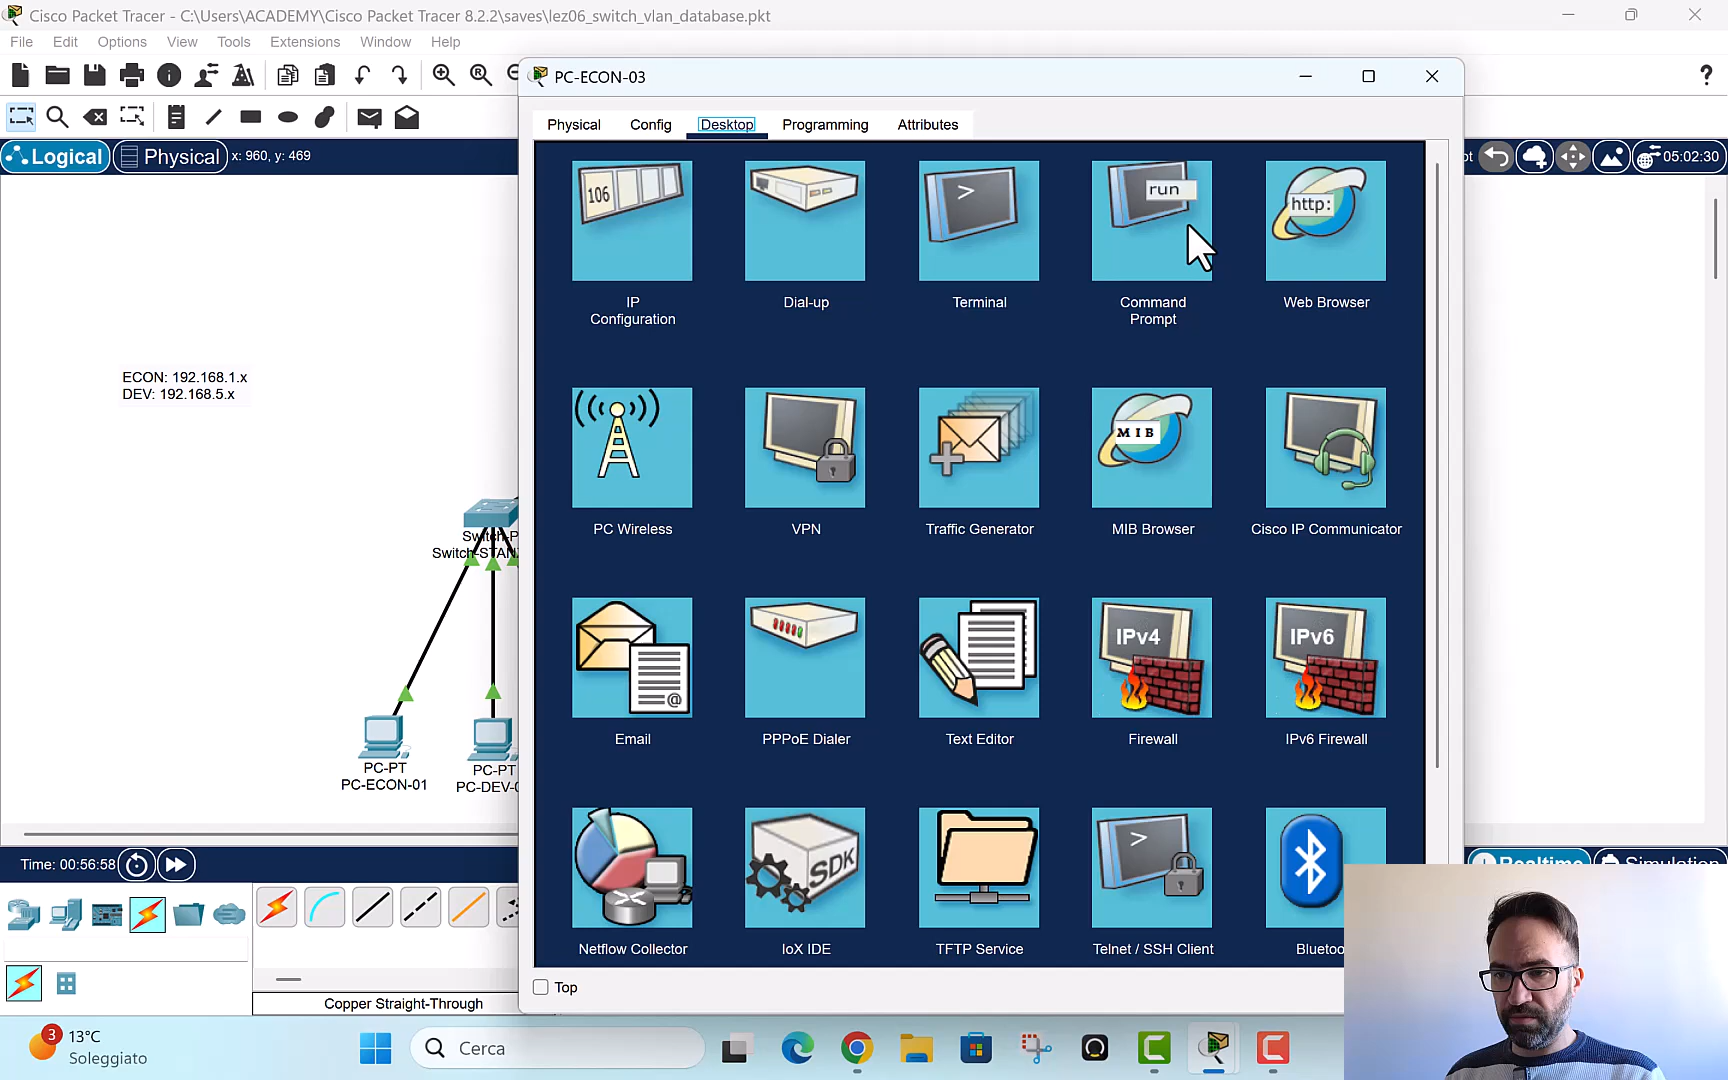 Cisco Packet Tracer - C:\Users\ACADEMY\Cisco Packet Tracer 8.2.2\saves\lez06_switch_vlan_database.pkt
File Edit Options View Tools Extensions Window Help
PC-ECON-03
?
Physical Config Desktop Programming Attributes
Logical Physical x: 960, y: 469
05:02:30
106
>
run
http:
IP Configuration
Dial-up
Terminal
Command Prompt
Web Browser
ECON: 192.168.1.x
DEV: 192.168.5.x
MIB
PC Wireless
VPN
Traffic Generator
MIB Browser
Cisco IP Communicator
IPv4
IPv6
@
Email
PPPoE Dialer
Text Editor
Firewall
IPv6 Firewall
PC-PT
PC-ECON-01
PC-PT
SDK
>
Netflow Collector
IoX IDE
TFTP Service
Telnet / SSH Client
Time: 00:56:58
Realtime Simulation
Top
Copper Straight-Through
3
13°C
Soleggiato
Cerca